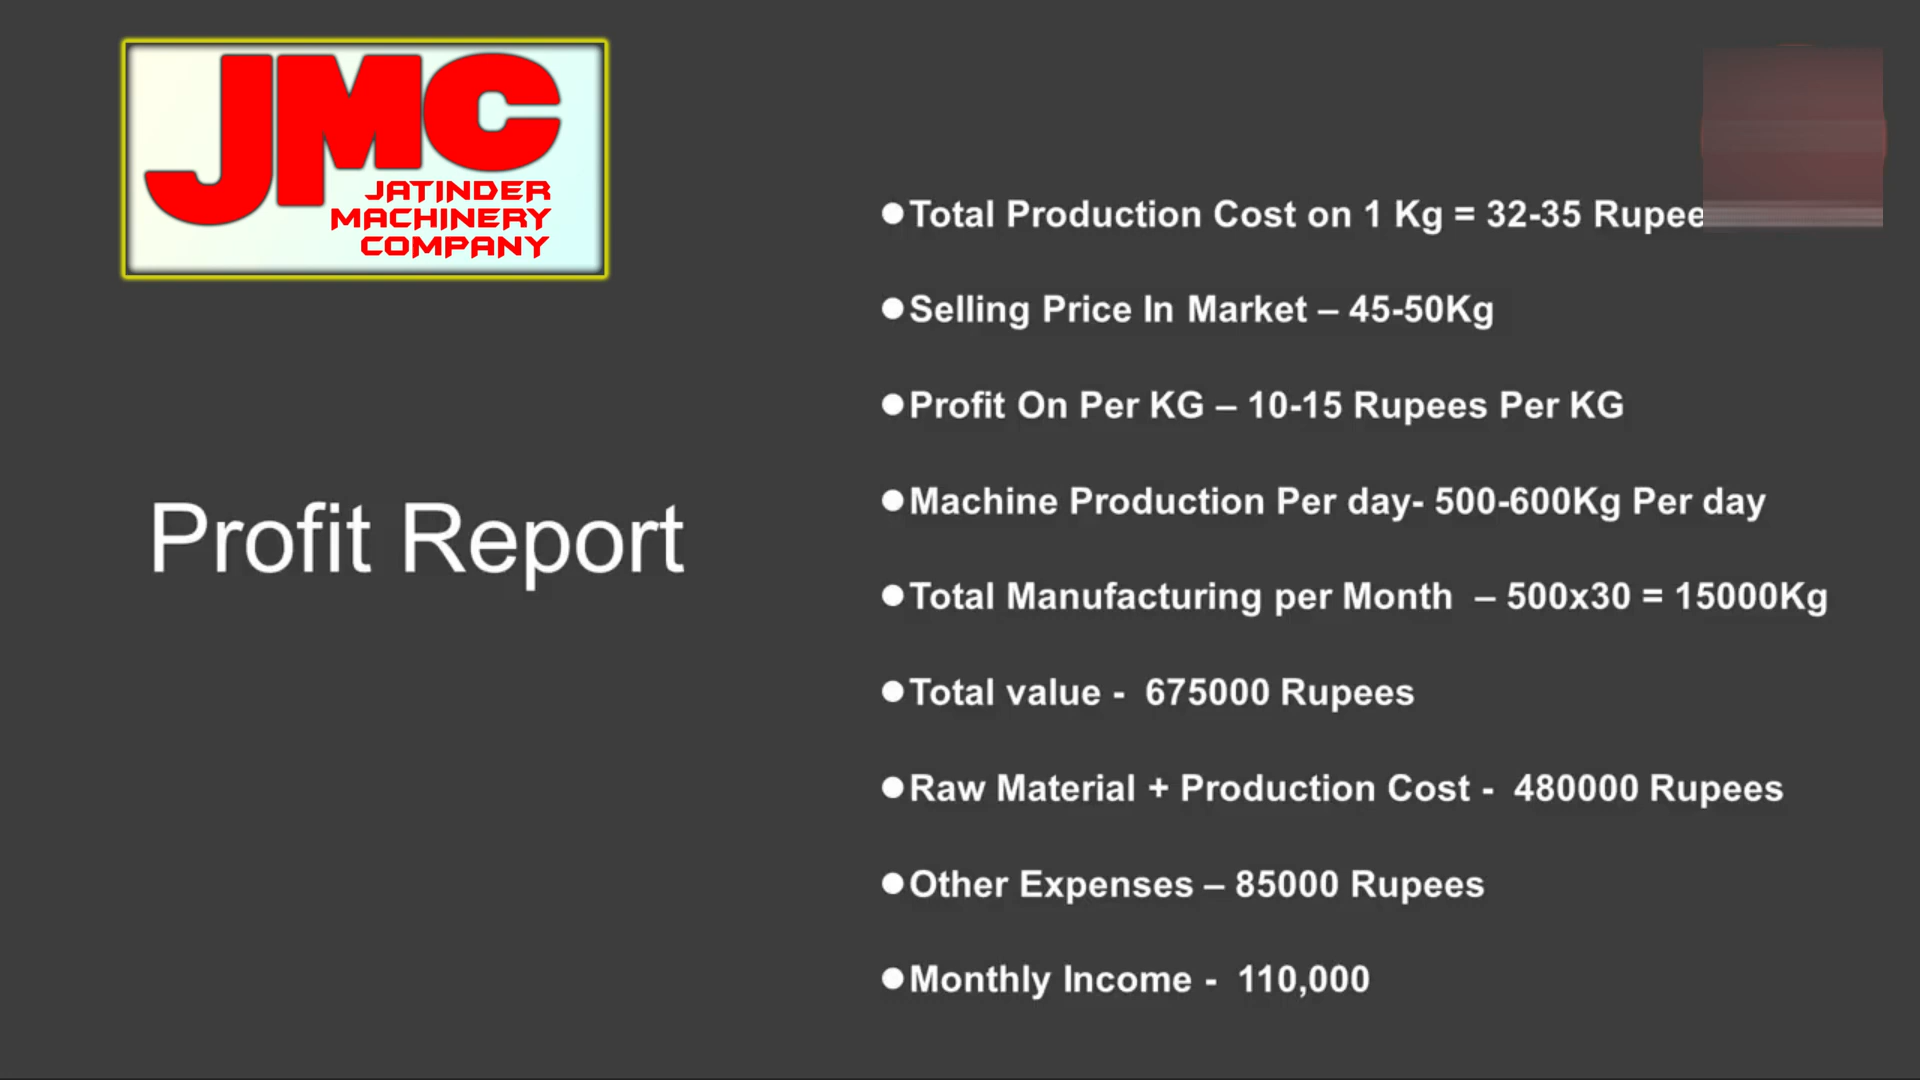 JMC
JATINDER
MACHINERY
COMPANY
Profit Report
●Total Production Cost on 1 Kg = 32-35 Rupee
●Selling Price In Market – 45-50Kg
●Profit On Per KG – 10-15 Rupees Per KG
●Machine Production Per day- 500-600Kg Per day
●Total Manufacturing per Month – 500x30 = 15000Kg
●Total value - 675000 Rupees
●Raw Material + Production Cost - 480000 Rupees
●Other Expenses – 85000 Rupees
●Monthly Income - 110,000